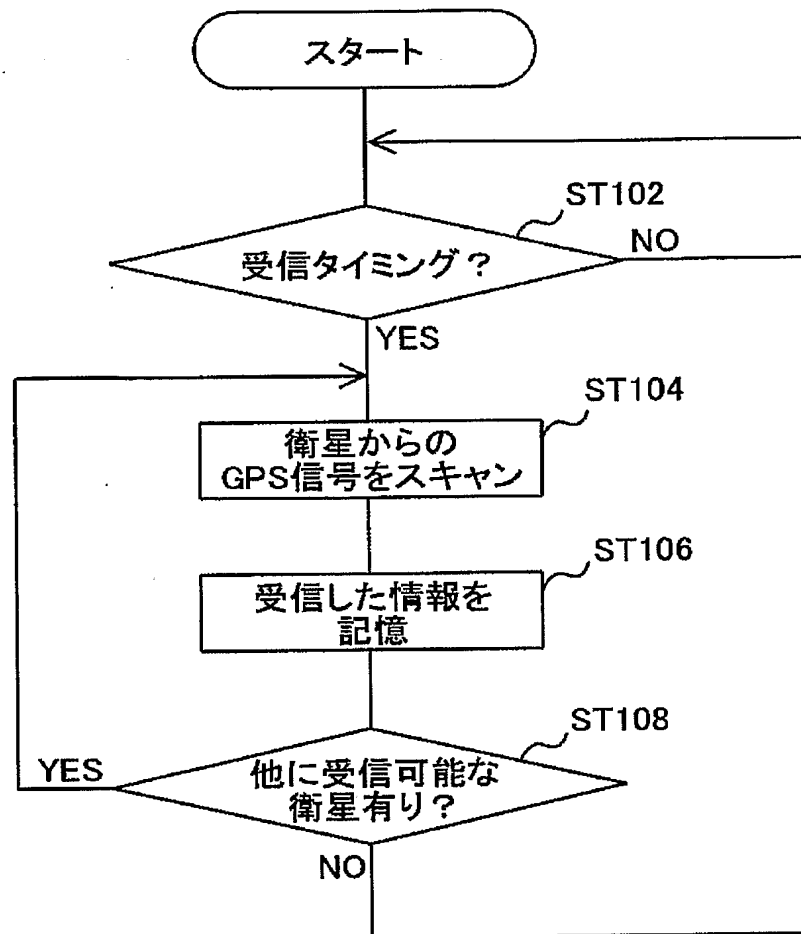 スタート
ST102
受信タイミング？
NO
YES
ST104
衛星からの
GPS信号をスキャン
ST106
受信した情報を
記憶
ST108
YES
他に受信可能な
衛星有り？
NO